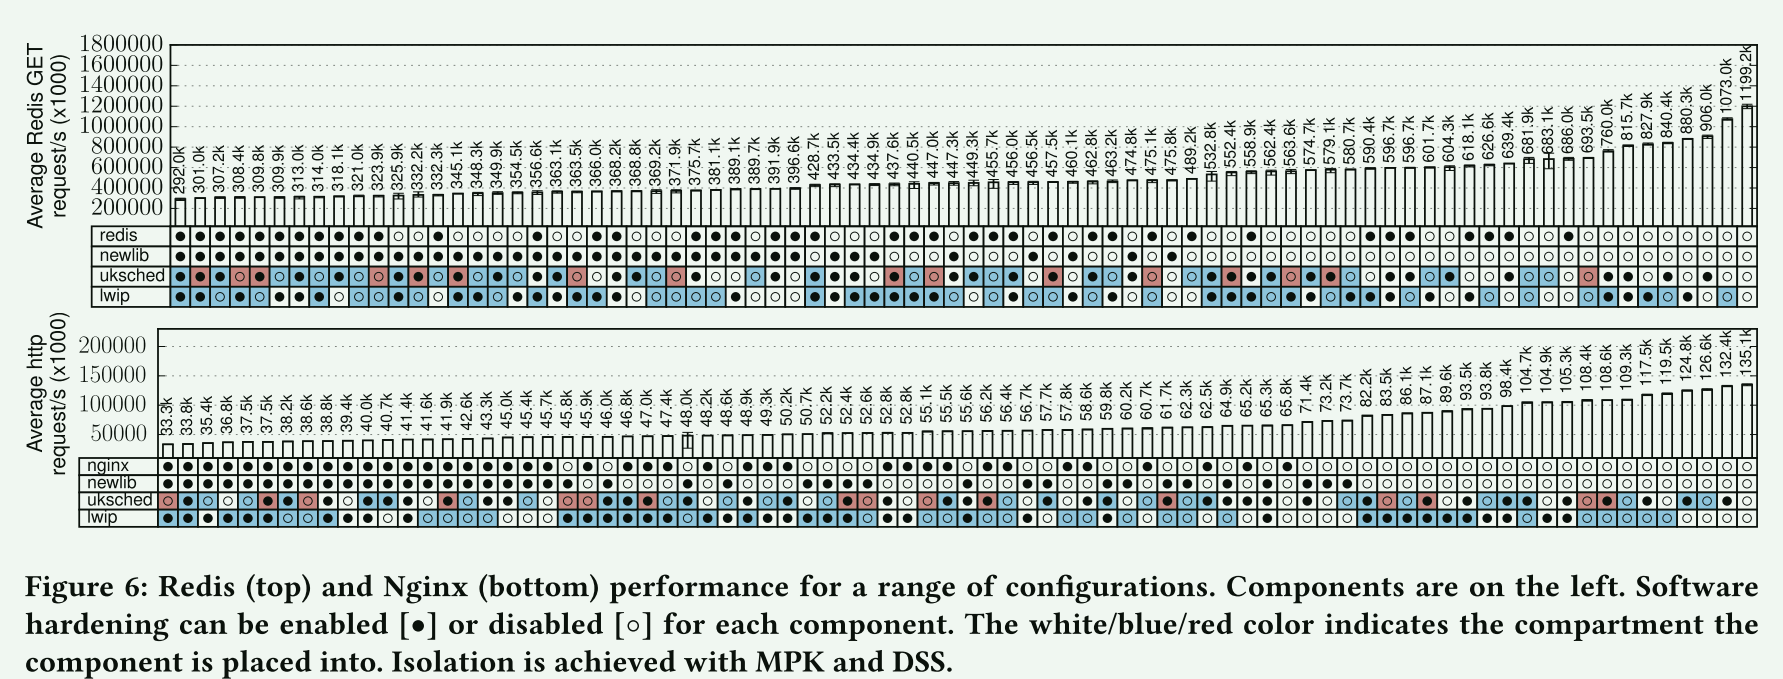 Average Redis GET
request/s (x1000)
1800000
1600000
1400000
1200000
1000000
800000
600000
400000
200000
292.0k
301.0k
307.2k
308.4k
309.8k
309.9k
313.0k
314.0k
318.1k
321.0k
323.9k
325.9k
332.2k
332.3k
345.1k
348.3k
349.9k
354.5k
356.6k
363.1k
363.5k
366.0k
368.2k
368.8k
369.2k
371.9k
375.7k
381.1k
389.1k
389.7k
391.9k
396.6k
428.7k
433.5k
434.4k
434.9k
437.6k
440.5k
447.0k
447.3k
449.3k
455.7k
456.0k
456.5k
457.5k
460.1k
462.8k
463.2k
474.8k
475.1k
475.8k
489.2k
532.8k
552.4k
558.9k
562.4k
563.6k
574.7k
579.1k
580.7k
590.4k
596.7k
596.7k
601.7k
604.3k
618.1k
626.6k
639.4k
681.9k
683.1k
686.0k
693.5k
760.0k
815.7k
827.9k
840.4k
880.3k
906.0k
1073.0k
1199.2k
redis
newlib
uksched
lwip
Average http
request/s (x1000)
200000
150000
100000
50000
33.3k
33.8k
35.4k
36.8k
37.5k
37.5k
38.2k
38.6k
38.8k
39.4k
40.0k
40.7k
41.4k
41.6k
41.9k
42.6k
43.3k
45.0k
45.4k
45.7k
45.8k
45.9k
46.0k
46.8k
47.0k
47.4k
48.0k
48.2k
48.6k
48.9k
49.3k
50.2k
50.7k
52.2k
52.4k
52.6k
52.8k
52.8k
55.1k
55.5k
55.6k
56.2k
56.4k
56.7k
57.7k
57.8k
58.6k
59.8k
60.2k
60.7k
61.7k
62.3k
62.5k
64.9k
65.2k
65.3k
65.8k
71.4k
73.2k
73.7k
82.2k
83.5k
86.1k
87.1k
89.6k
93.5k
93.8k
98.4k
104.7k
104.9k
105.3k
108.4k
108.6k
109.3k
117.5k
119.5k
124.8k
126.6k
132.4k
135.1k
nginx
newlib
uksched
lwip
Figure 6: Redis (top) and Nginx (bottom) performance for a range of configurations. Components are on the left. Software
hardening can be enabled [●] or disabled [○] for each component. The white/blue/red color indicates the compartment the
component is placed into. Isolation is achieved with MPK and DSS.